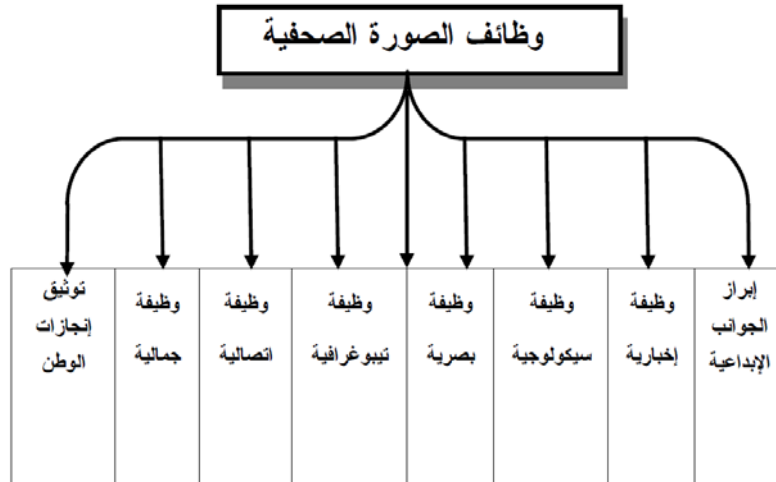 وظائف الصورة الصحفية
إبراز
الجوانب
الإبداعية
وظيفة
إخبارية
وظيفة
سيكولوجية
وظيفة
بصرية
وظيفة
تيبوغرافية
وظيفة
اتصالية
وظيفة
جمالية
توثيق
إنجازات
الوطن